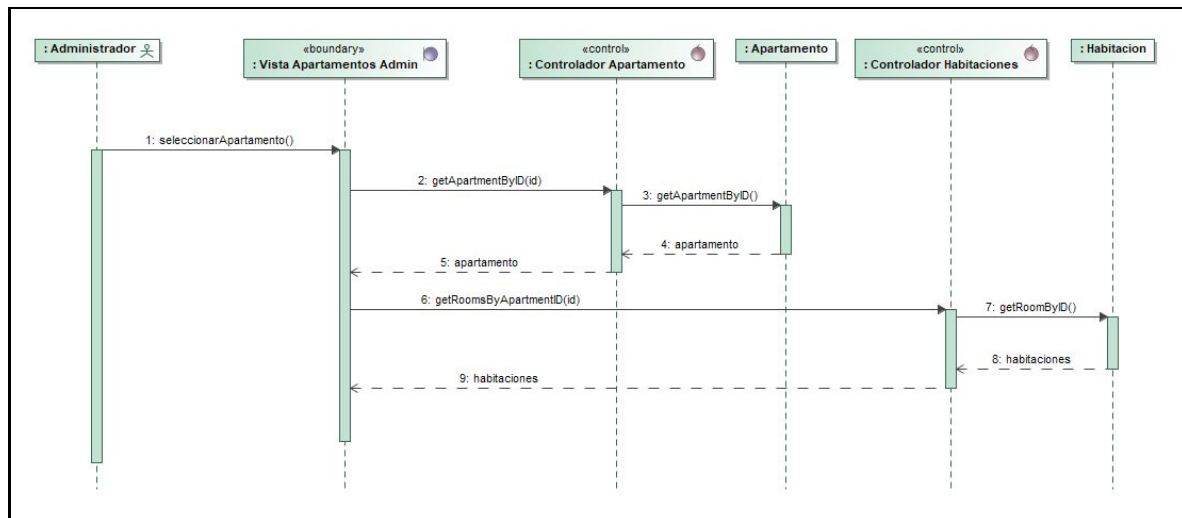 : Administrador
«boundary»
: Vista Apartamentos Admin
«control»
: Controlador Apartamento
: Apartamento
«control»
: Controlador Habitaciones
: Habitacion
1: seleccionarApartamento()
2: getApartmentByID(id)
3: getApartmentByID()
4: apartamento
5: apartamento
6: getRoomsByApartmentID(id)
7: getRoomByID()
8: habitaciones
9: habitaciones